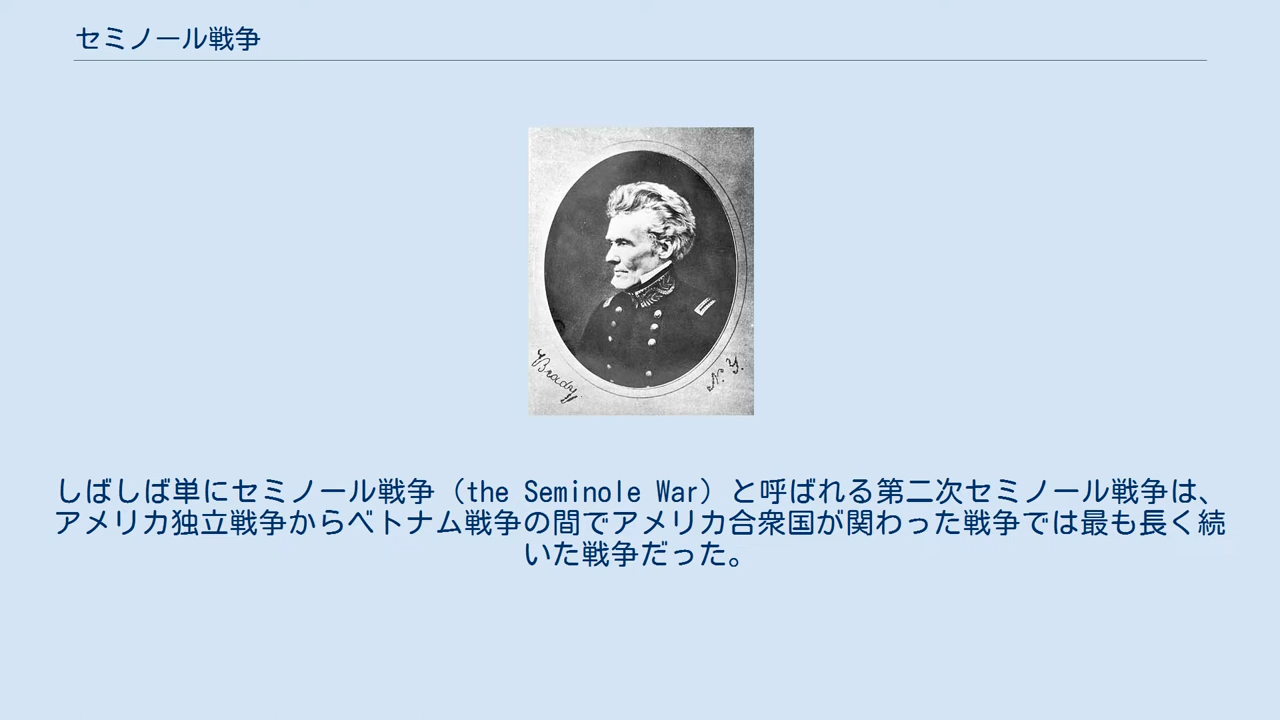 セミノール戦争
Brady
N.Y.
しばしば単にセミノール戦争（the Seminole War）と呼ばれる第二次セミノール戦争は、
アメリカ独立戦争からベトナム戦争の間でアメリカ合衆国が関わった戦争では最も長く続
いた戦争だった。